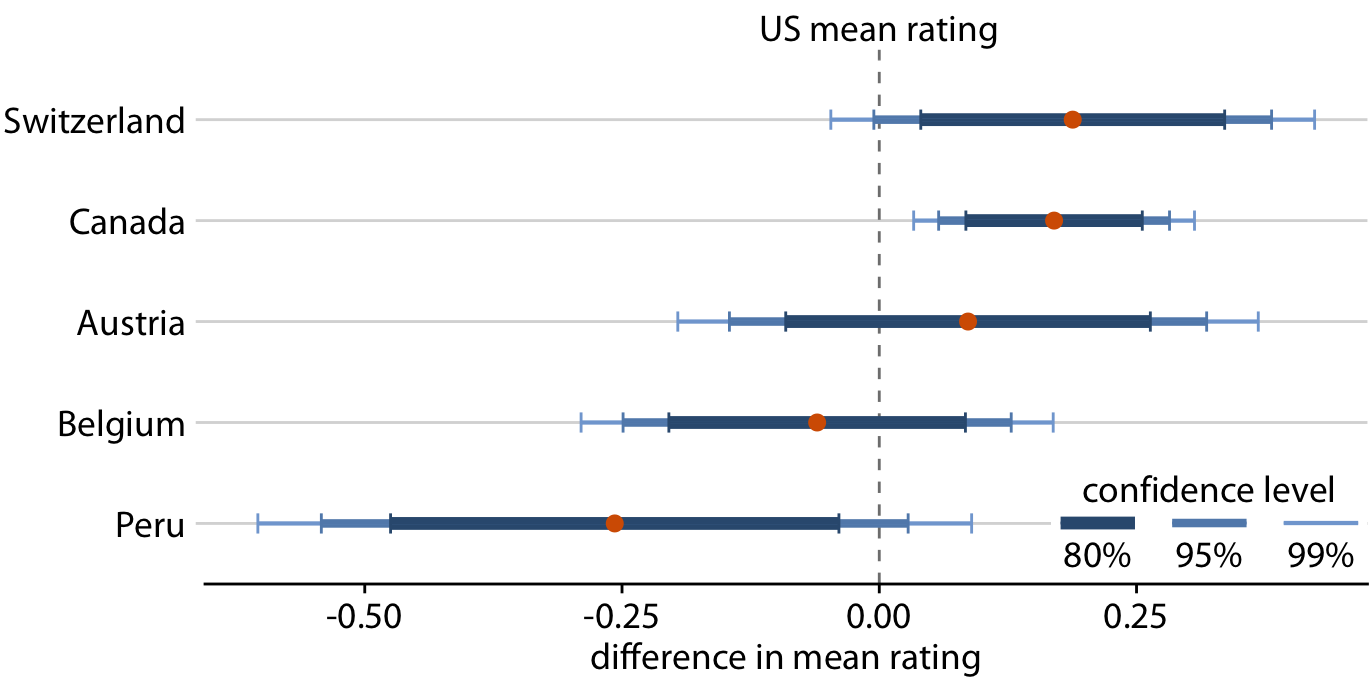 US mean rating
Switzerland
Canada
Austria
Belgium
Peru
confidence level
80% 95% 99%
-0.50 -0.25 0.00 0.25
difference in mean rating